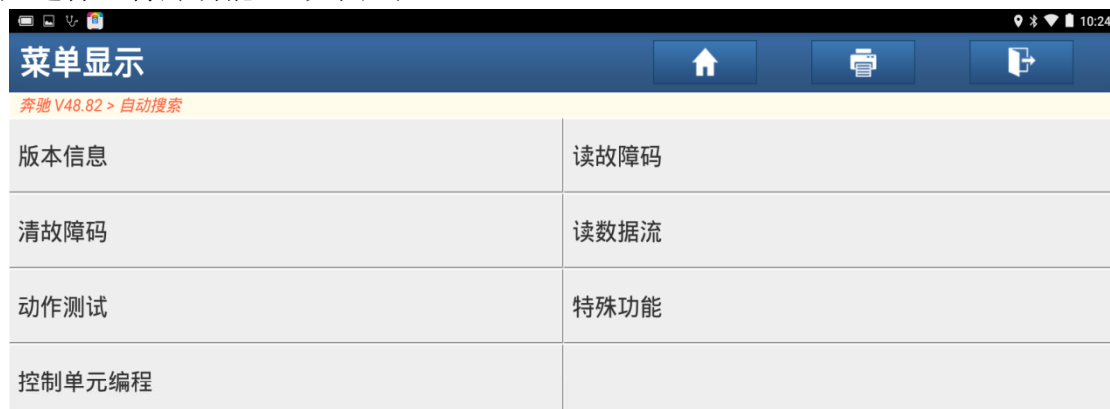 10:24
菜单显示
奔驰 V48.82 > 自动搜索
版本信息
读故障码
清故障码
读数据流
动作测试
特殊功能
控制单元编程